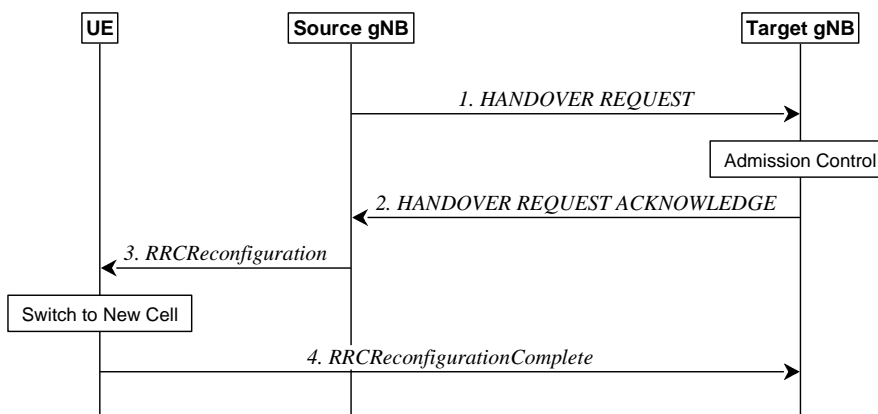 UE
Source gNB
Target gNB
1. HANDOVER REQUEST
Admission Control
2. HANDOVER REQUEST ACKNOWLEDGE
3. RRCReconfiguration
Switch to New Cell
4. RRCReconfigurationComplete